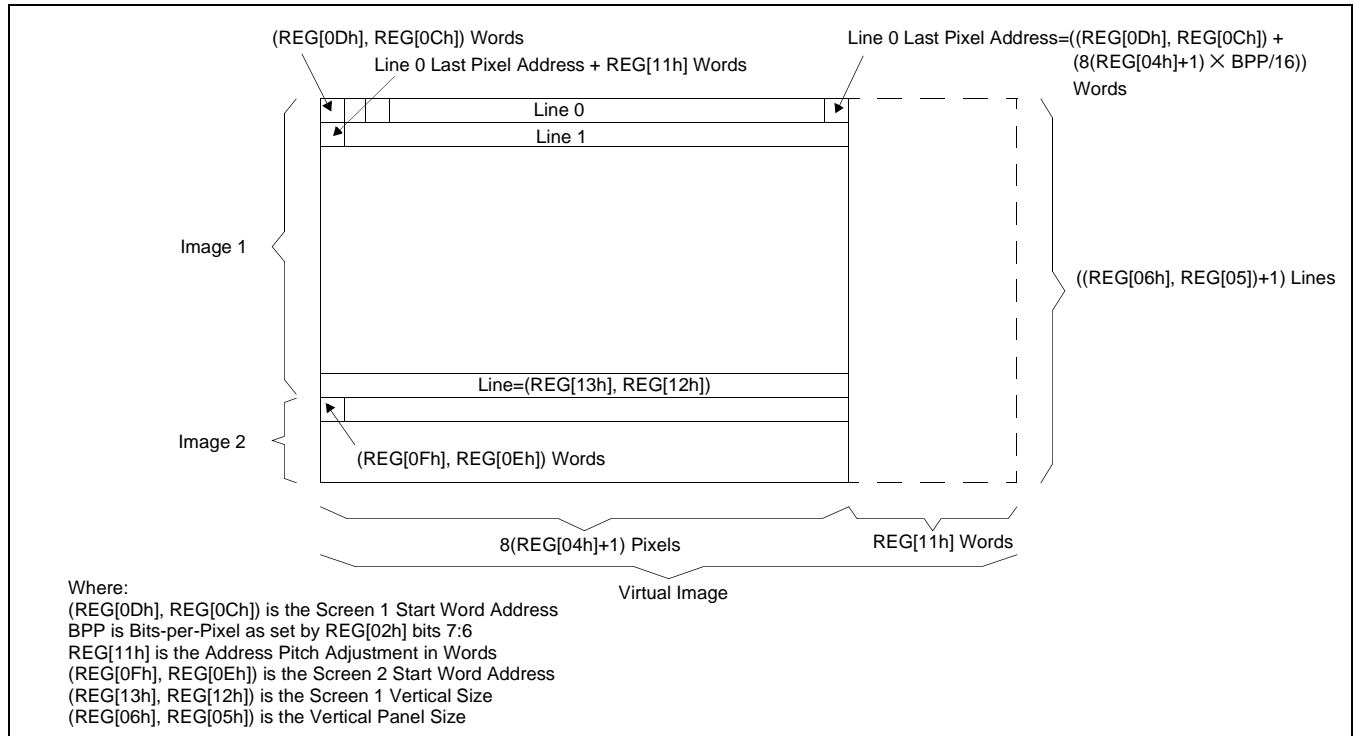 (REG[0Dh], REG[0Ch]) Words
Line 0 Last Pixel Address=((REG[0Dh], REG[0Ch]) +
(8(REG[04h]+1) × BPP/16))
Words
Line 0 Last Pixel Address + REG[11h] Words
Line 0
Line 1
Image 1
((REG[06h], REG[05])+1) Lines
Line=(REG[13h], REG[12h])
Image 2
(REG[0Fh], REG[0Eh]) Words
8(REG[04h]+1) Pixels
REG[11h] Words
Virtual Image
Where:
(REG[0Dh], REG[0Ch]) is the Screen 1 Start Word Address
BPP is Bits-per-Pixel as set by REG[02h] bits 7:6
REG[11h] is the Address Pitch Adjustment in Words
(REG[0Fh], REG[0Eh]) is the Screen 2 Start Word Address
(REG[13h], REG[12h]) is the Screen 1 Vertical Size
(REG[06h], REG[05h]) is the Vertical Panel Size